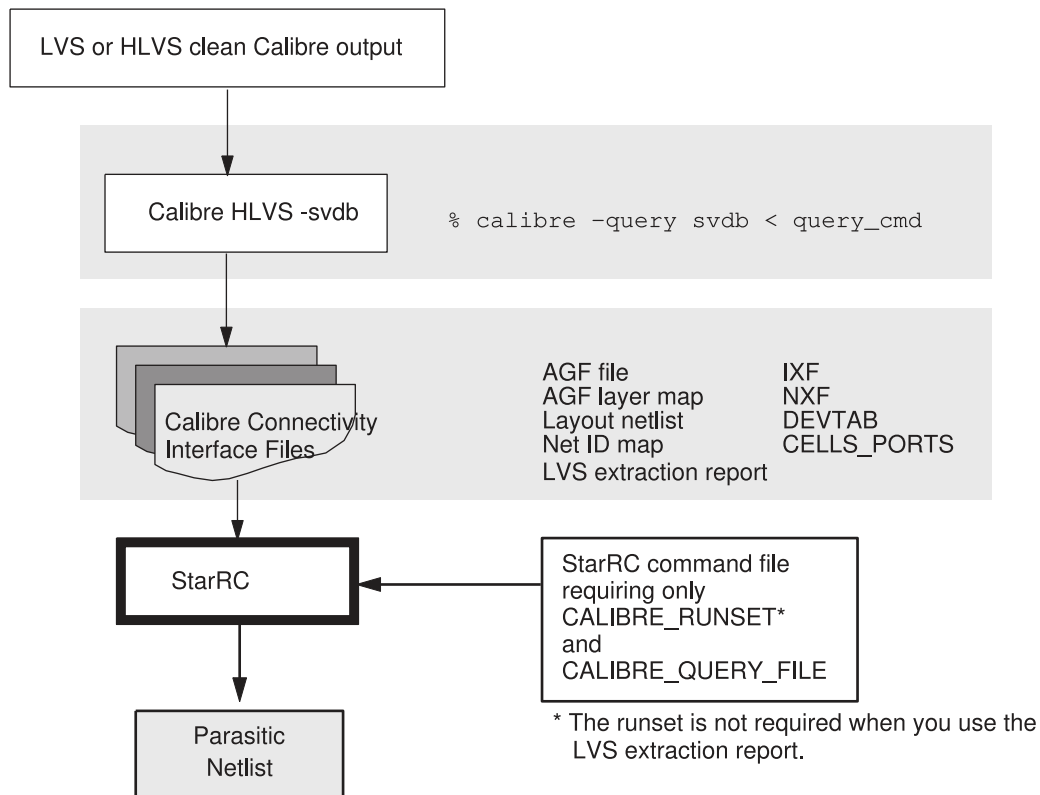 LVS or HLVS clean Calibre output
Calibre HLVS -svdb
% calibre -query svdb < query_cmd
Calibre Connectivity
Interface Files
AGF file
AGF layer map
Layout netlist
Net ID map
LVS extraction report
IXF
NXF
DEVTAB
CELLS_PORTS
StarRC
StarRC command file
requiring only
CALIBRE_RUNSET*
and
CALIBRE_QUERY_FILE
* The runset is not required when you use the
LVS extraction report.
Parasitic
Netlist